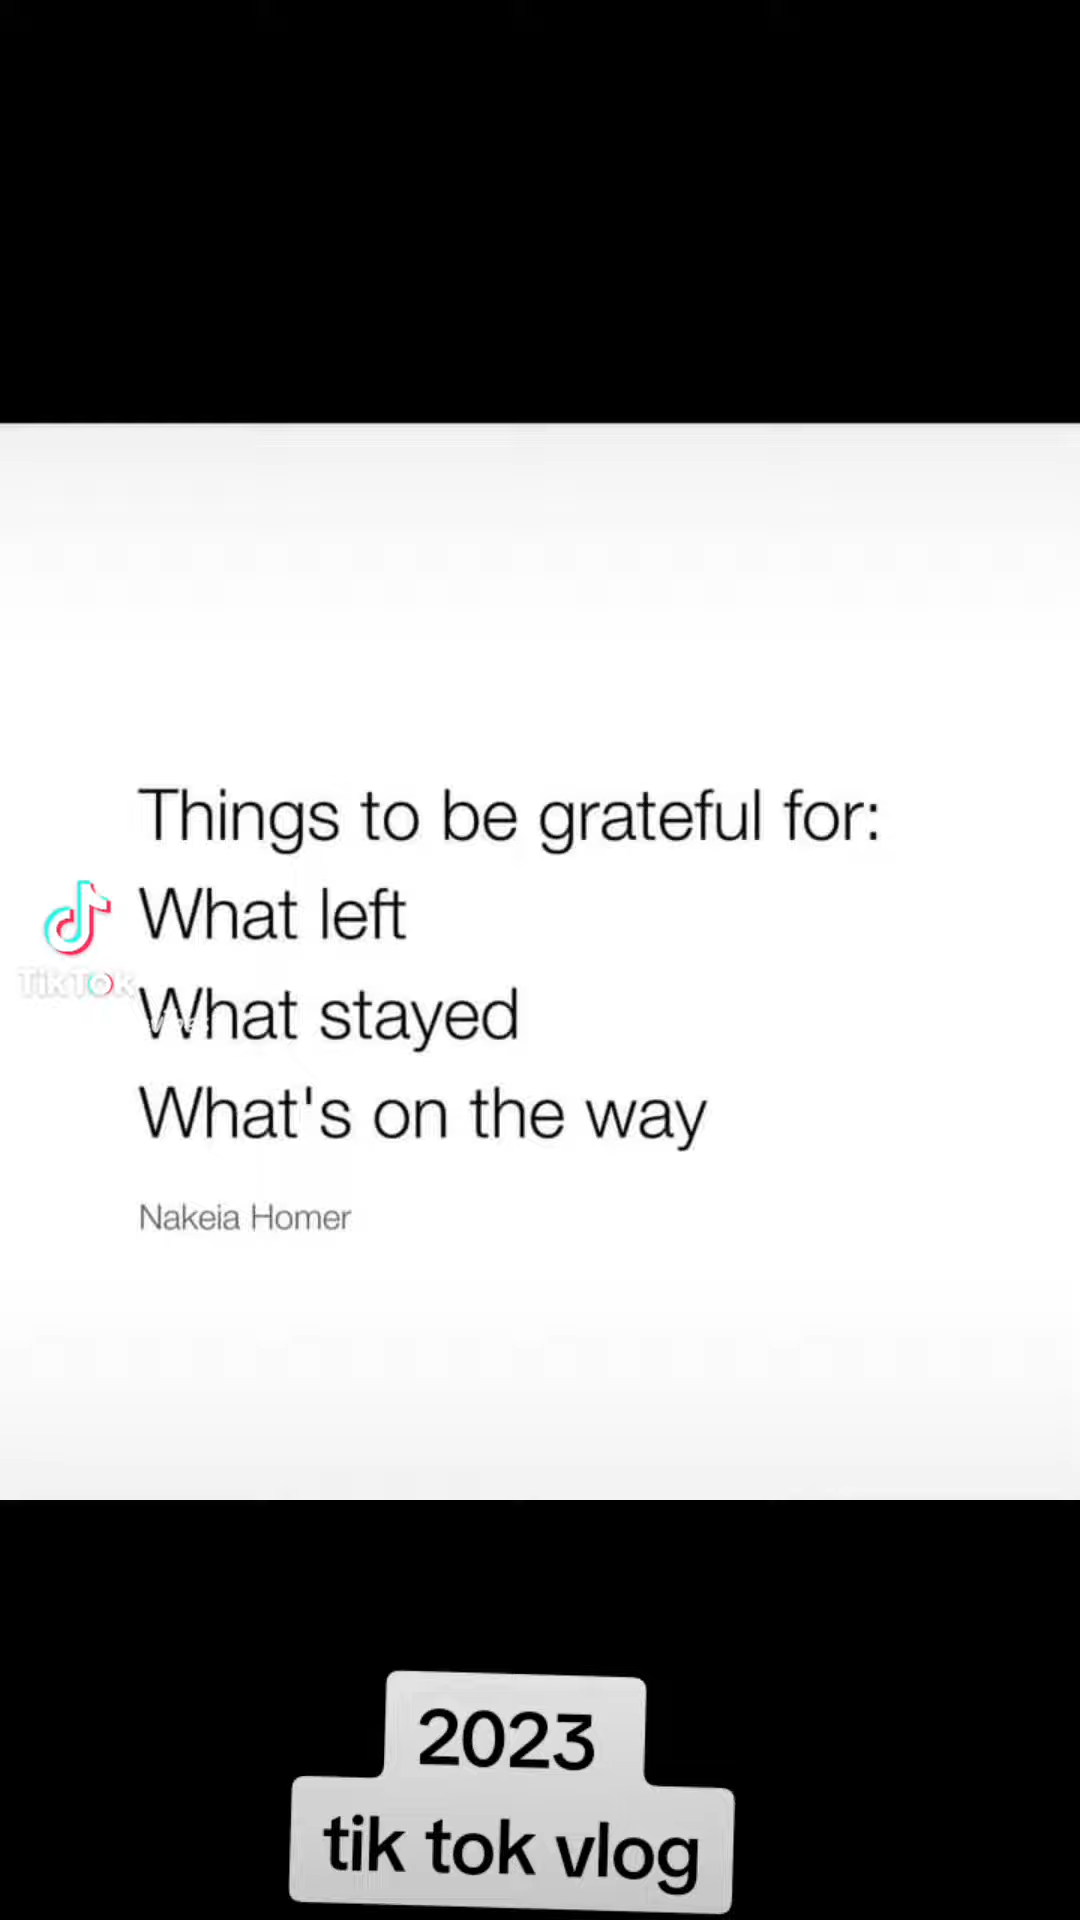 Things to be grateful for:
What left
TikTok
What stayed
What's on the way
Nakeia Homer
2023
tik tok vlog